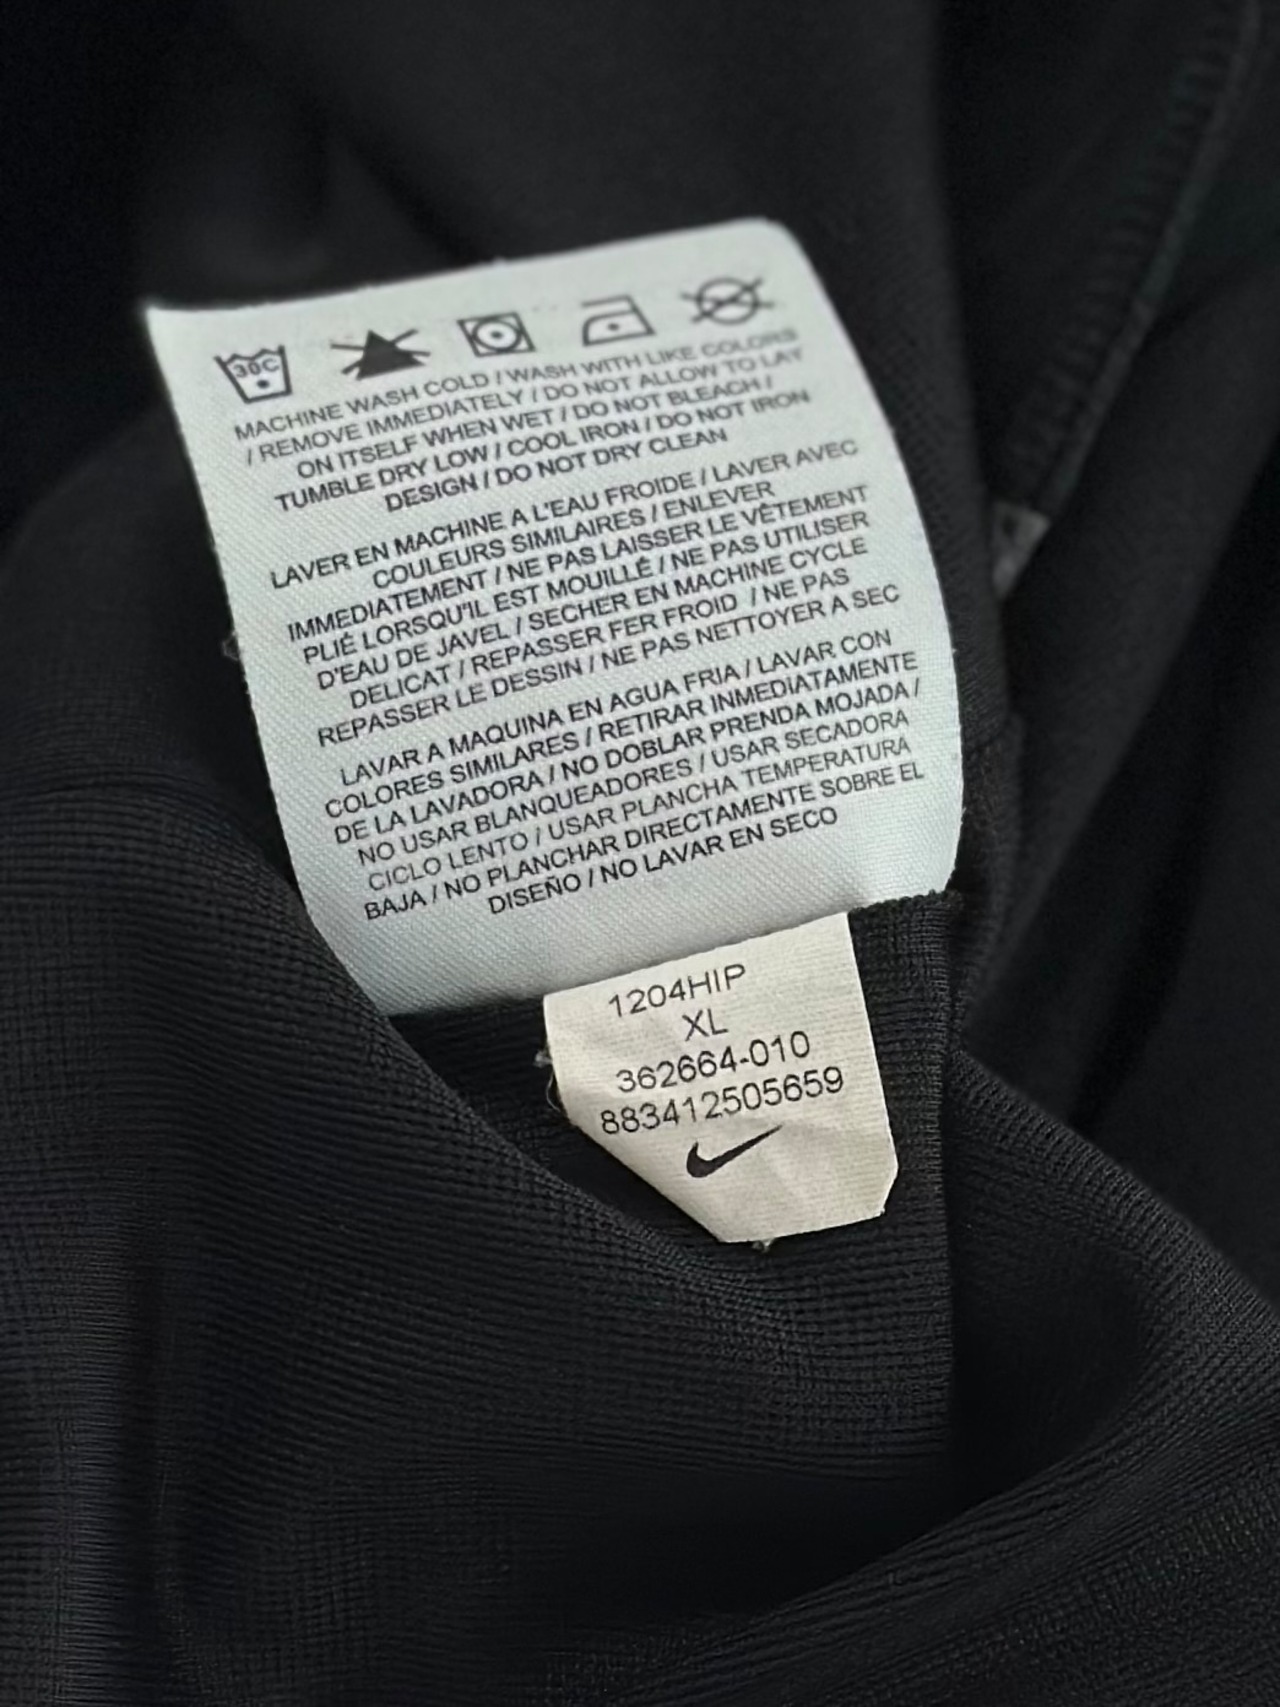 30C
MACHINE WASH COLD / WASH WITH LIKE COLORS
/ REMOVE IMMEDIATELY / DO NOT ALLOW TO LAY
ON ITSELF WHEN WET / DO NOT BLEACH /
TUMBLE DRY LOW / COOL IRON / DO NOT IRON
DESIGN / DO NOT DRY CLEAN
LAVER EN MACHINE A L'EAU FROIDE / LAVER AVEC
COULEURS SIMILAIRES / ENLEVER
IMMEDIATEMENT / NE PAS LAISSER LE VÊTEMENT
PLIÉ LORSQU'IL EST MOUILLÉ / NE PAS UTILISER
D'EAU DE JAVEL / SECHER EN MACHINE CYCLE
DELICAT / REPASSER FER FROID / NE PAS
REPASSER LE DESSIN / NE PAS NETTOYER A SEC
LAVAR A MAQUINA EN AGUA FRIA / LAVAR CON
COLORES SIMILARES / RETIRAR INMEDIATAMENTE
DE LA LAVADORA / NO DOBLAR PRENDA MOJADA /
NO USAR BLANQUEADORES / USAR SECADORA
CICLO LENTO / USAR PLANCHA TEMPERATURA
BAJA / NO PLANCHAR DIRECTAMENTE SOBRE EL
DISEÑO / NO LAVAR EN SECO
1204HIP
XL
362664-010
883412505659